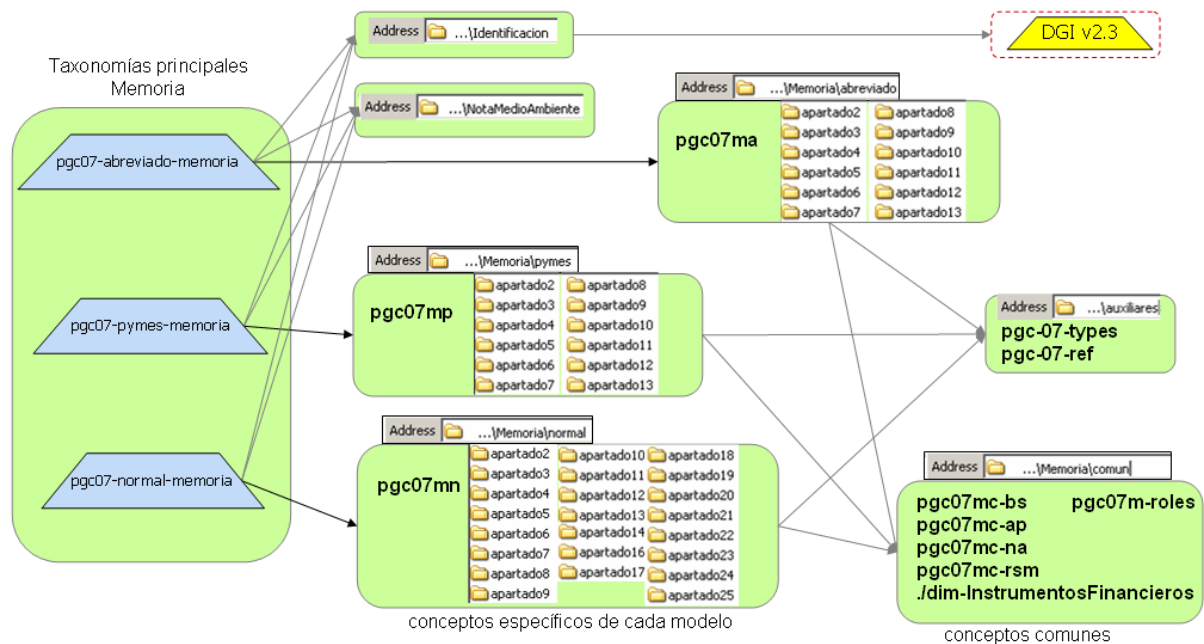 Address ...\Identificacion
DGI v2.3
Taxonomías principales
Memoria
Address ...\NotaMedioAmbiente
pgc07-abreviado-memoria
Address ...\Memoria\abreviado
pgc07ma
apartado2 apartado8
apartado3 apartado9
apartado4 apartado10
apartado5 apartado11
apartado6 apartado12
apartado7 apartado13
pgc07-pymes-memoria
Address ...\Memoria\pymes
pgc07mp
apartado2 apartado8
apartado3 apartado9
apartado4 apartado10
apartado5 apartado11
apartado6 apartado12
apartado7 apartado13
Address ...\auxiliares
pgc-07-types
pgc-07-ref
pgc07-normal-memoria
Address ...\Memoria\normal
pgc07mn
apartado2 apartado10 apartado18
apartado3 apartado11 apartado19
apartado4 apartado12 apartado20
apartado5 apartado13 apartado21
apartado6 apartado14 apartado22
apartado7 apartado16 apartado23
apartado8 apartado17 apartado24
apartado9 apartado25
conceptos específicos de cada modelo
Address ...\Memoria\comun
pgc07mc-bs pgc07m-roles
pgc07mc-ap
pgc07mc-na
pgc07mc-rsm
./dim-InstrumentosFinancieros
conceptos comunes